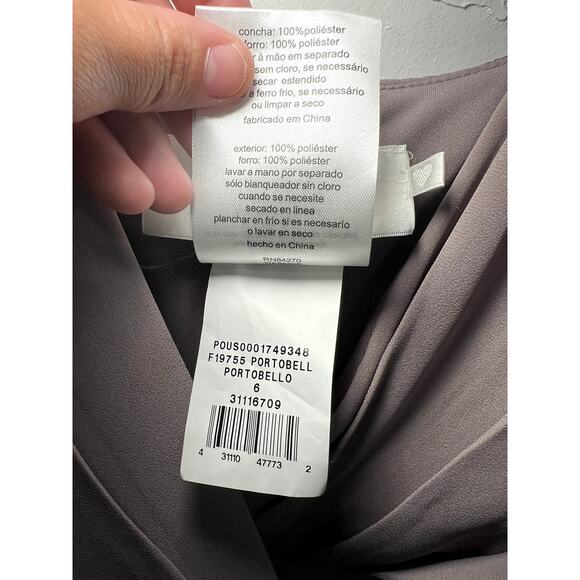 concha: 100%poliéster
forro: 100% poliéster
à mão em separado
sem cloro, se necessário
secar estendido
a ferro frio, se necessário
ou limpar a seco
fabricado em China
exterior: 100% poliéster
forro: 100% poliéster
lavar a mano por separado
sólo blanqueador sin cloro
cuando se necesite
secado en linea
planchar en frío si es necesario
o lavar en seco
hecho en China
RN84270
POUS0001749348
F19755 PORTOBELL
PORTOBELLO
6
31116709
4 31110 47773 2